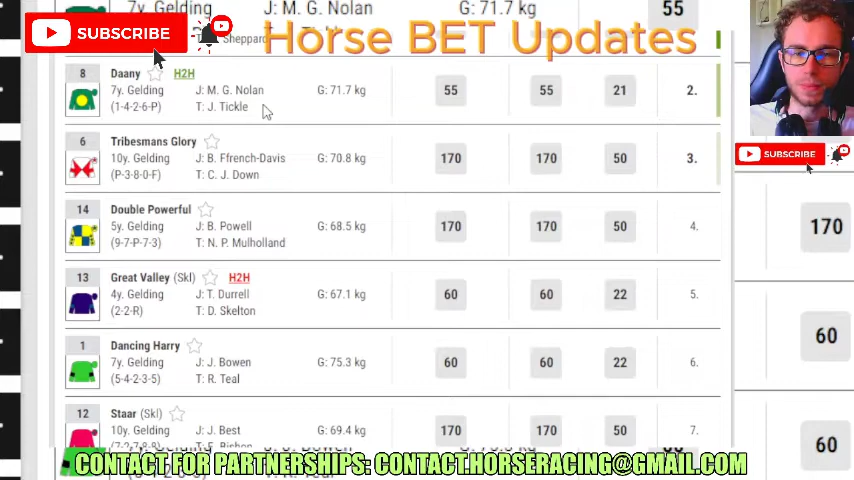 7y. Gelding J: M. G. Nolan G: 71.7 kg 55
SUBSCRIBE
Sheppard
Horse BET Updates
8 Daany H2H
7y. Gelding J: M. G. Nolan G: 71.7 kg 55 55 21 2.
(1-4-2-6-P) T: J. Tickle
SUBSCRIBE
6 Tribesmans Glory
10y. Gelding J: B. Ffrench-Davis G: 70.8 kg 170 170 50 3.
(P-3-8-0-F) T: C. J. Down
14 Double Powerful
5y. Gelding J: B. Powell G: 68.5 kg 170 170 50 4.
(9-7-P-7-3) T: N. P. Mulholland
170
13 Great Valley (Skl) H2H
4y. Gelding J: T. Durrell G: 67.1 kg 60 60 22 5.
(2-2-R) T: D. Skelton
60
1 Dancing Harry
7y. Gelding J: J. Bowen G: 75.3 kg 60 60 22 6.
(5-4-2-3-5) T: R. Teal
12 Staar (Skl)
10y. Gelding J: J. Best G: 69.4 kg 170 170 50 7.
60
CONTACT FOR PARTNERSHIPS: CONTACT.HORSERACING@GMAIL.COM